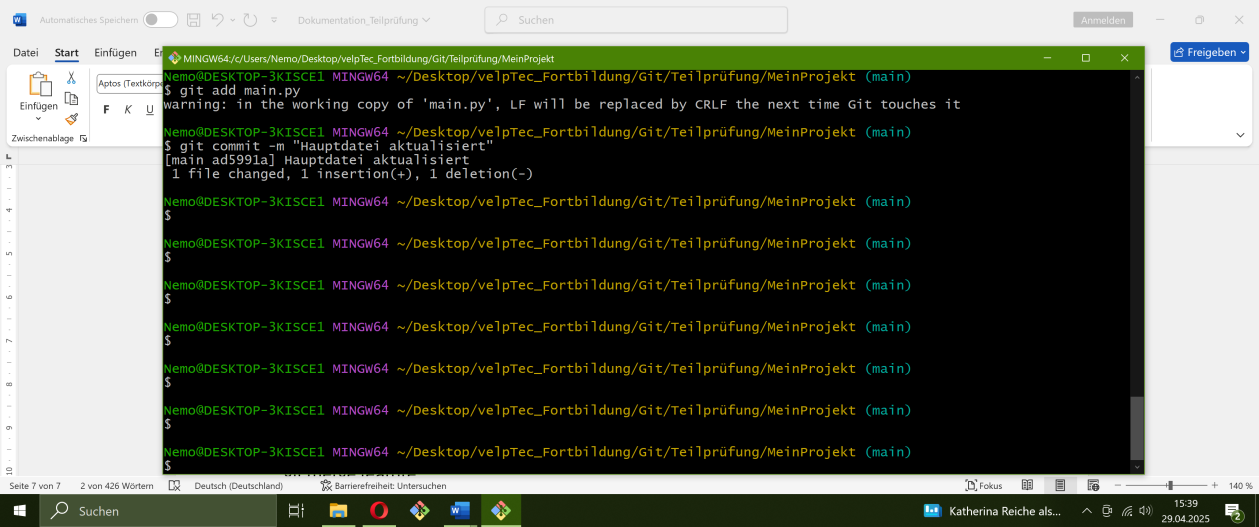 Automatisches Speichern
Dokumentation_Teilprüfung
Suchen
Anmelden
Datei Start Einfügen
Freigeben
MINGW64:/c/Users/Nemo/Desktop/velpTec_Fortbildung/Git/Teilprüfung/MeinProjekt
Einfügen
Aptos (Textkörpe
F K U
Zwischenablage
Nemo@DESKTOP-3KISCE1 MINGW64 ~/Desktop/velpTec_Fortbildung/Git/Teilprüfung/MeinProjekt (main)
$ git add main.py
warning: in the working copy of 'main.py', LF will be replaced by CRLF the next time Git touches it
Nemo@DESKTOP-3KISCE1 MINGW64 ~/Desktop/velpTec_Fortbildung/Git/Teilprüfung/MeinProjekt (main)
$ git commit -m "Hauptdatei aktualisiert"
[main ad5991a] Hauptdatei aktualisiert
1 file changed, 1 insertion(+), 1 deletion(-)
Nemo@DESKTOP-3KISCE1 MINGW64 ~/Desktop/velpTec_Fortbildung/Git/Teilprüfung/MeinProjekt (main)
$
Nemo@DESKTOP-3KISCE1 MINGW64 ~/Desktop/velpTec_Fortbildung/Git/Teilprüfung/MeinProjekt (main)
$
Nemo@DESKTOP-3KISCE1 MINGW64 ~/Desktop/velpTec_Fortbildung/Git/Teilprüfung/MeinProjekt (main)
$
Nemo@DESKTOP-3KISCE1 MINGW64 ~/Desktop/velpTec_Fortbildung/Git/Teilprüfung/MeinProjekt (main)
$
Nemo@DESKTOP-3KISCE1 MINGW64 ~/Desktop/velpTec_Fortbildung/Git/Teilprüfung/MeinProjekt (main)
$
Nemo@DESKTOP-3KISCE1 MINGW64 ~/Desktop/velpTec_Fortbildung/Git/Teilprüfung/MeinProjekt (main)
$
Nemo@DESKTOP-3KISCE1 MINGW64 ~/Desktop/velpTec_Fortbildung/Git/Teilprüfung/MeinProjekt (main)
$
Seite 7 von 7 2 von 426 Wörtern Deutsch (Deutschland) Barrierefreiheit: Untersuchen Fokus 140 %
Suchen
Katherina Reiche als...
15:39
29.04.2025
2